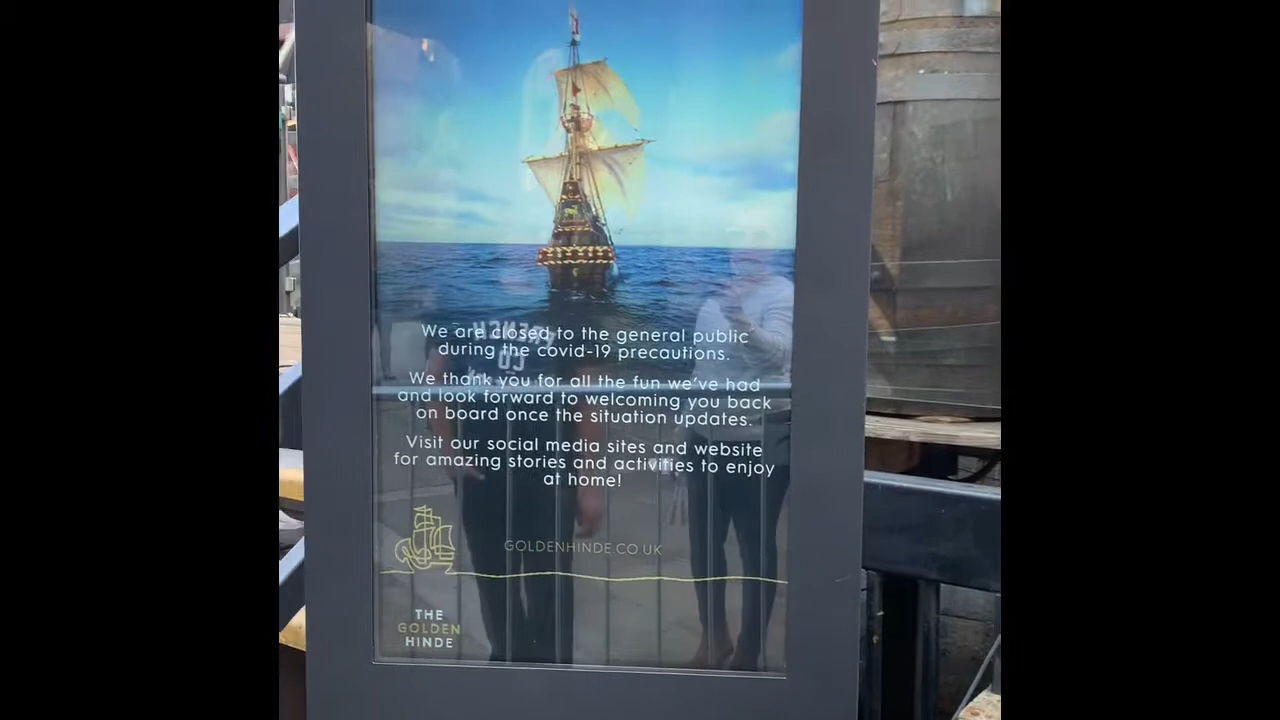 We are closed to the general public
during the covid-19 precautions.
We thank you for all the fun we've had
and look forward to welcoming you back
on board once the situation updates.
Visit our social media sites and website
for amazing stories and activities to enjoy
at home!
GOLDENHINDE.CO.UK
THE
GOLDEN
HINDE